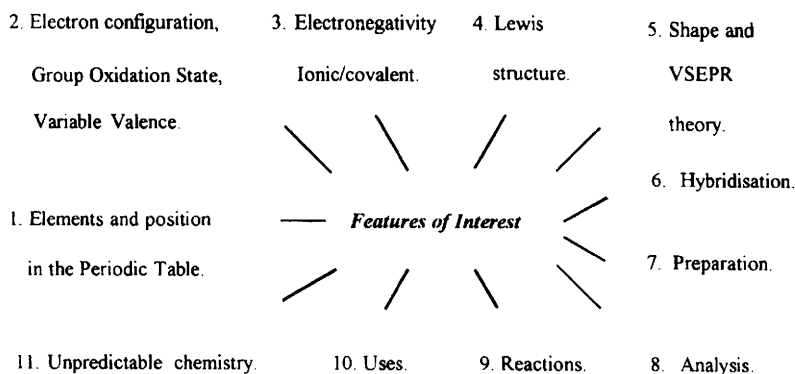 2. Electron configuration,
Group Oxidation State,
Variable Valence.
3. Electronegativity
Ionic/covalent.
4. Lewis
structure.
5. Shape and
VSEPR
theory.
6. Hybridisation.
1. Elements and position
in the Periodic Table.
Features of Interest
7. Preparation.
11. Unpredictable chemistry.
10. Uses.
9. Reactions.
8. Analysis.